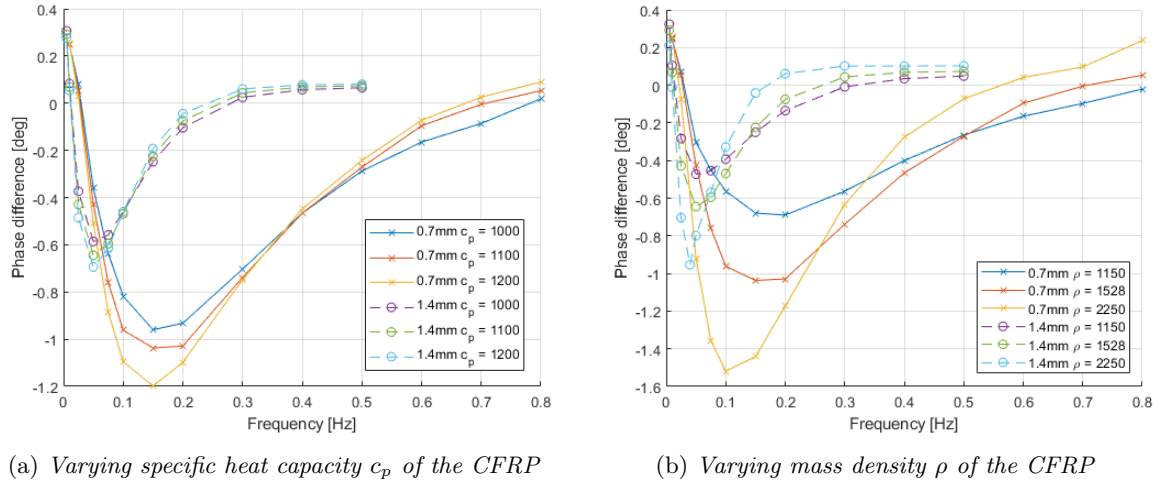 0.4
0.2
0
-0.2
-0.4
-0.6
-0.8
-1
-1.2
Phase difference [deg]
0 0.1 0.2 0.3 0.4 0.5 0.6 0.7 0.8
Frequency [Hz]
0.7mm c_p = 1000
0.7mm c_p = 1100
0.7mm c_p = 1200
1.4mm c_p = 1000
1.4mm c_p = 1100
1.4mm c_p = 1200
(a) Varying specific heat capacity c_p of the CFRP
0.4
0.2
0
-0.2
-0.4
-0.6
-0.8
-1
-1.2
-1.4
-1.6
Phase difference [deg]
0 0.1 0.2 0.3 0.4 0.5 0.6 0.7 0.8
Frequency [Hz]
0.7mm ρ = 1150
0.7mm ρ = 1528
0.7mm ρ = 2250
1.4mm ρ = 1150
1.4mm ρ = 1528
1.4mm ρ = 2250
(b) Varying mass density ρ of the CFRP